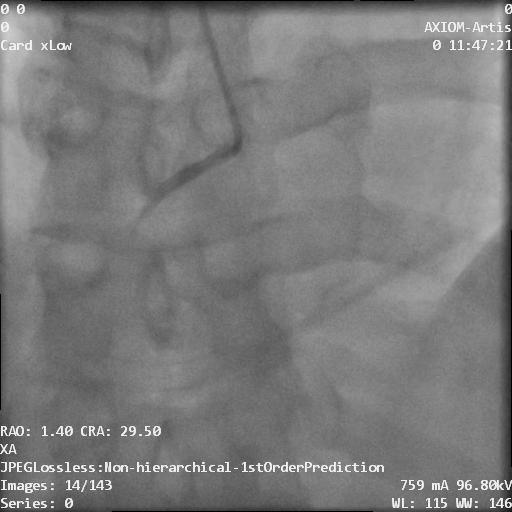 0 0
0
0
AXIOM-Artis
Card xLow
0 11:47:21
RAO: 1.40 CRA: 29.50
XA
JPEGLossless:Non-hierarchical-1stOrderPrediction
Images: 14/143
759 mA 96.80kV
Series: 0
WL: 115 WW: 146